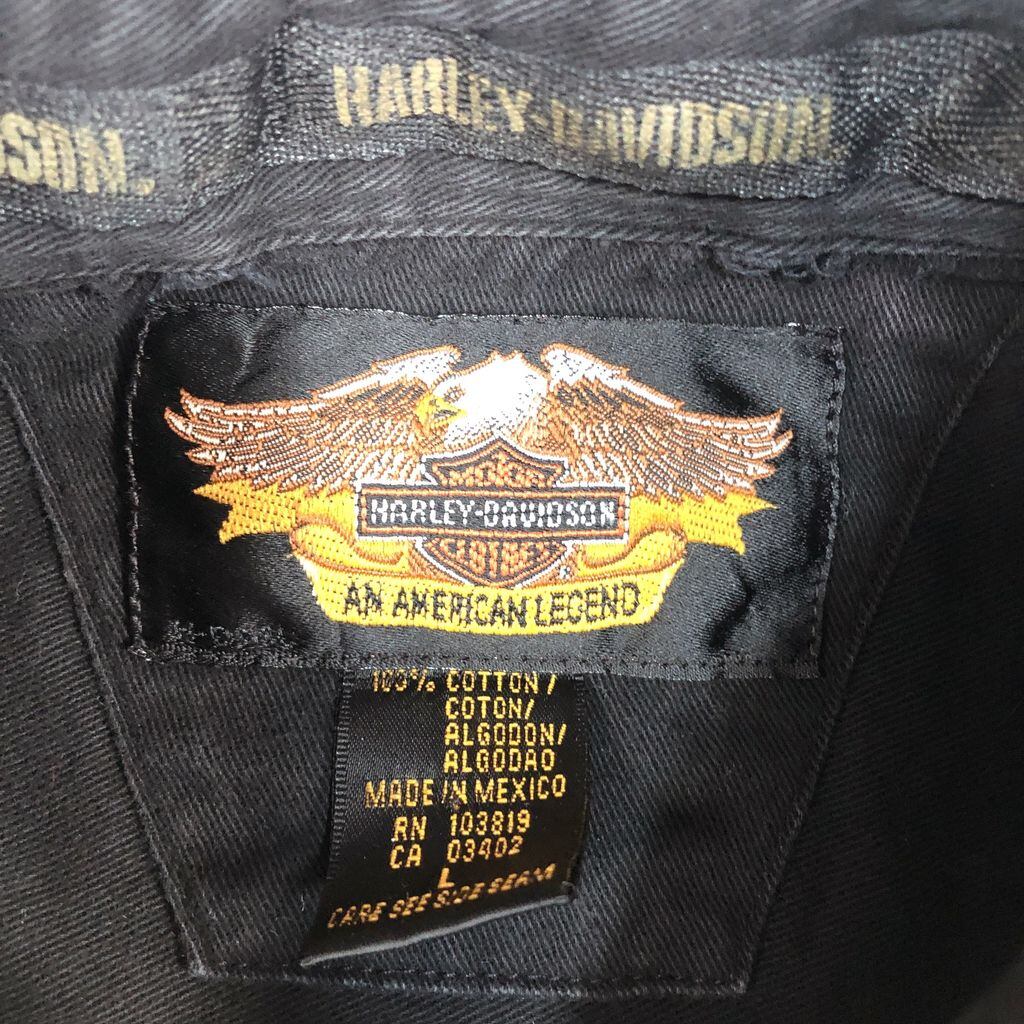 SON.
HARLEY-DAVIDSON.
HARLEY-DAVIDSON
AN AMERICAN LEGEND
100% COTTON /
COTON/
ALGODON/
ALGODAO
MADE IN MEXICO
RN 103819
CA 03402
L
CARE SEE SIDE SEAM